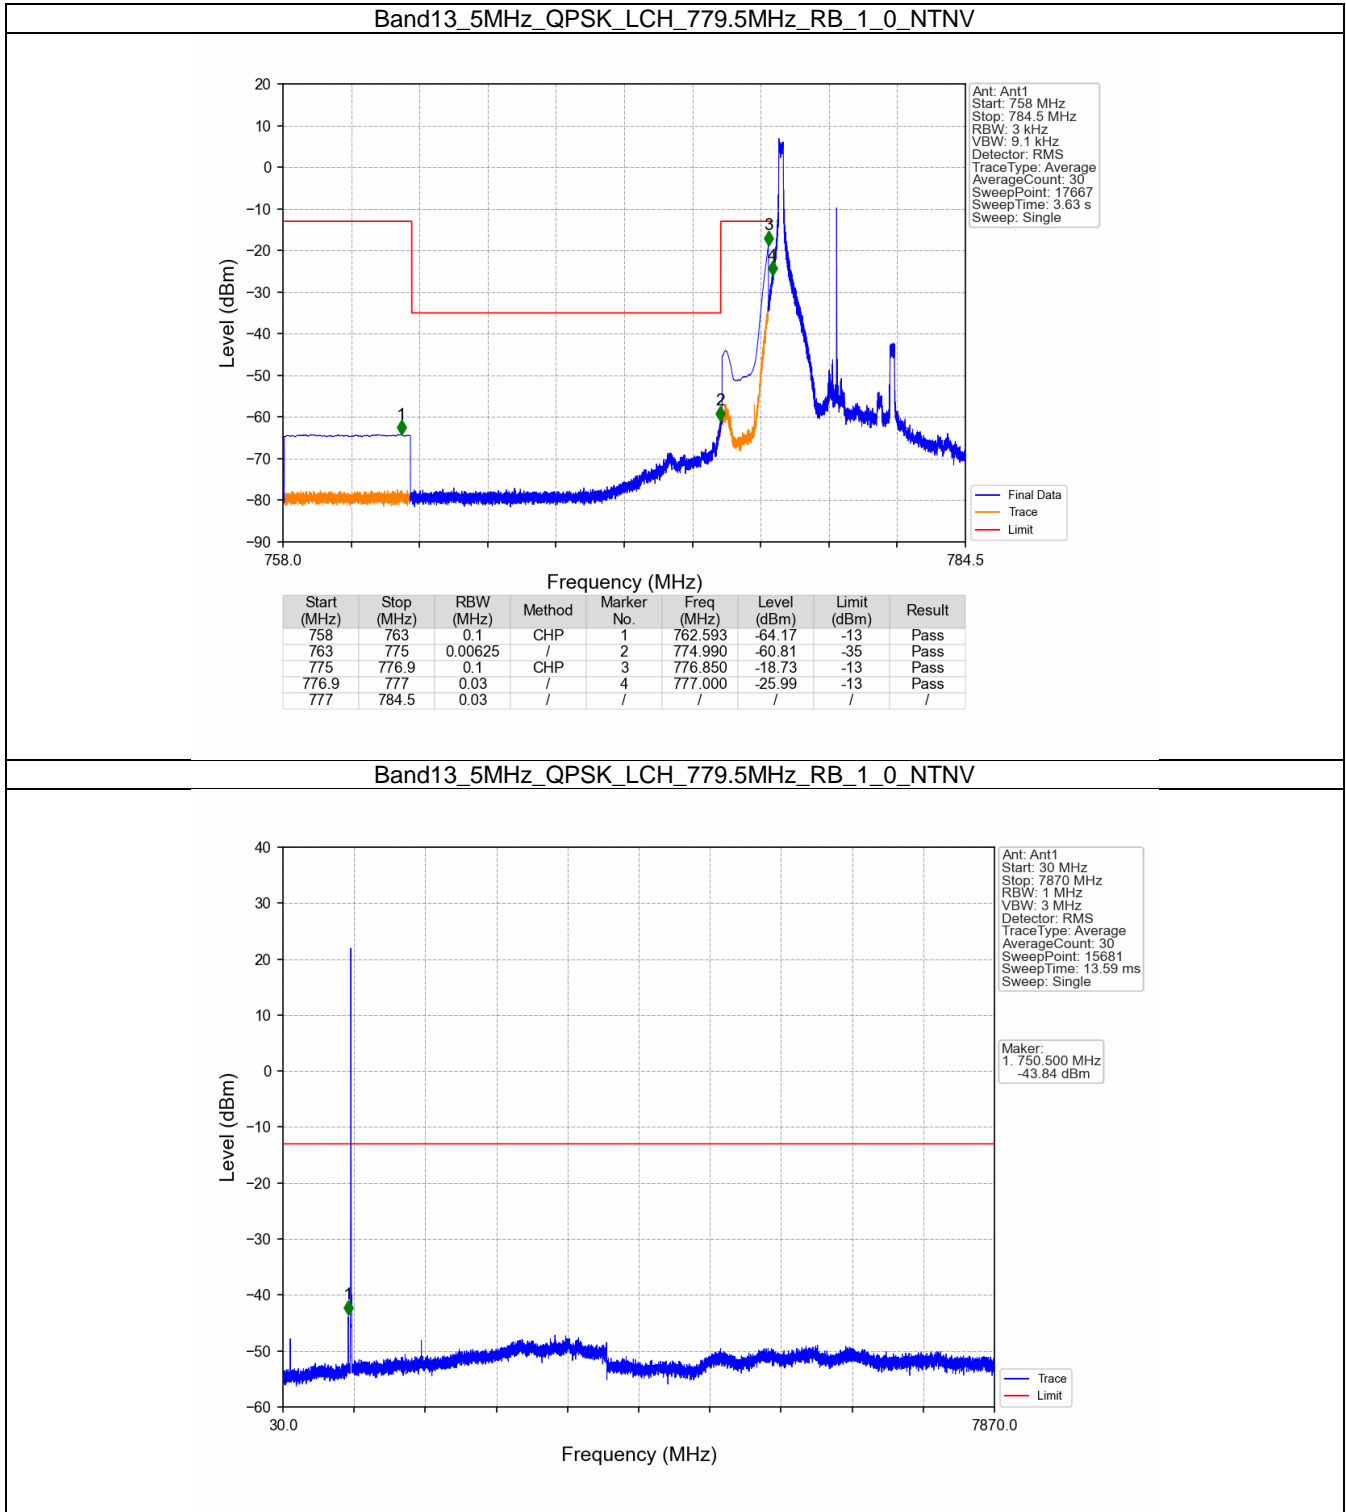 Band13_5MHz_QPSK_LCH_779.5MHz_RB_1_0_NTNV
20
10
0
−10
−20
−30
−40
−50
−60
−70
−80
−90
Level (dBm)
1
2
3
4
758.0
784.5
Frequency (MHz)
Ant: Ant1
Start: 758 MHz
Stop: 784.5 MHz
RBW: 3 kHz
VBW: 9.1 kHz
Detector: RMS
TraceType: Average
AverageCount: 30
SweepPoint: 17667
SweepTime: 3.63 s
Sweep: Single
Final Data
Trace
Limit
Start (MHz) Stop (MHz) RBW (MHz) Method Marker No. Freq (MHz) Level (dBm) Limit (dBm) Result
758 763 0.1 CHP 1 762.593 -64.17 -13 Pass
763 775 0.00625 / 2 774.990 -60.81 -35 Pass
775 776.9 0.1 CHP 3 776.850 -18.73 -13 Pass
776.9 777 0.03 / 4 777.000 -25.99 -13 Pass
777 784.5 0.03 / / / / / /
Band13_5MHz_QPSK_LCH_779.5MHz_RB_1_0_NTNV
40
30
20
10
0
−10
−20
−30
−40
−50
−60
Level (dBm)
1
30.0
7870.0
Frequency (MHz)
Ant: Ant1
Start: 30 MHz
Stop: 7870 MHz
RBW: 1 MHz
VBW: 3 MHz
Detector: RMS
TraceType: Average
AverageCount: 30
SweepPoint: 15681
SweepTime: 13.59 ms
Sweep: Single
Maker:
1. 750.500 MHz
-43.84 dBm
Trace
Limit